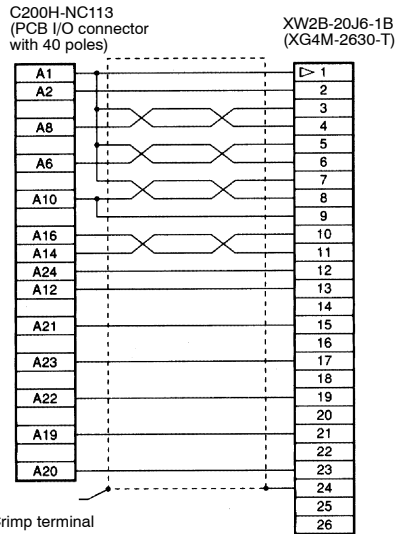 C200H-NC113
(PCB I/O connector
with 40 poles)
XW2B-20J6-1B
(XG4M-2630-T)
A1
A2
A8
A6
A10
A16
A14
A24
A12
A21
A23
A22
A19
A20
1
2
3
4
5
6
7
8
9
10
11
12
13
14
15
16
17
18
19
20
21
22
23
24
25
26
rimp terminal